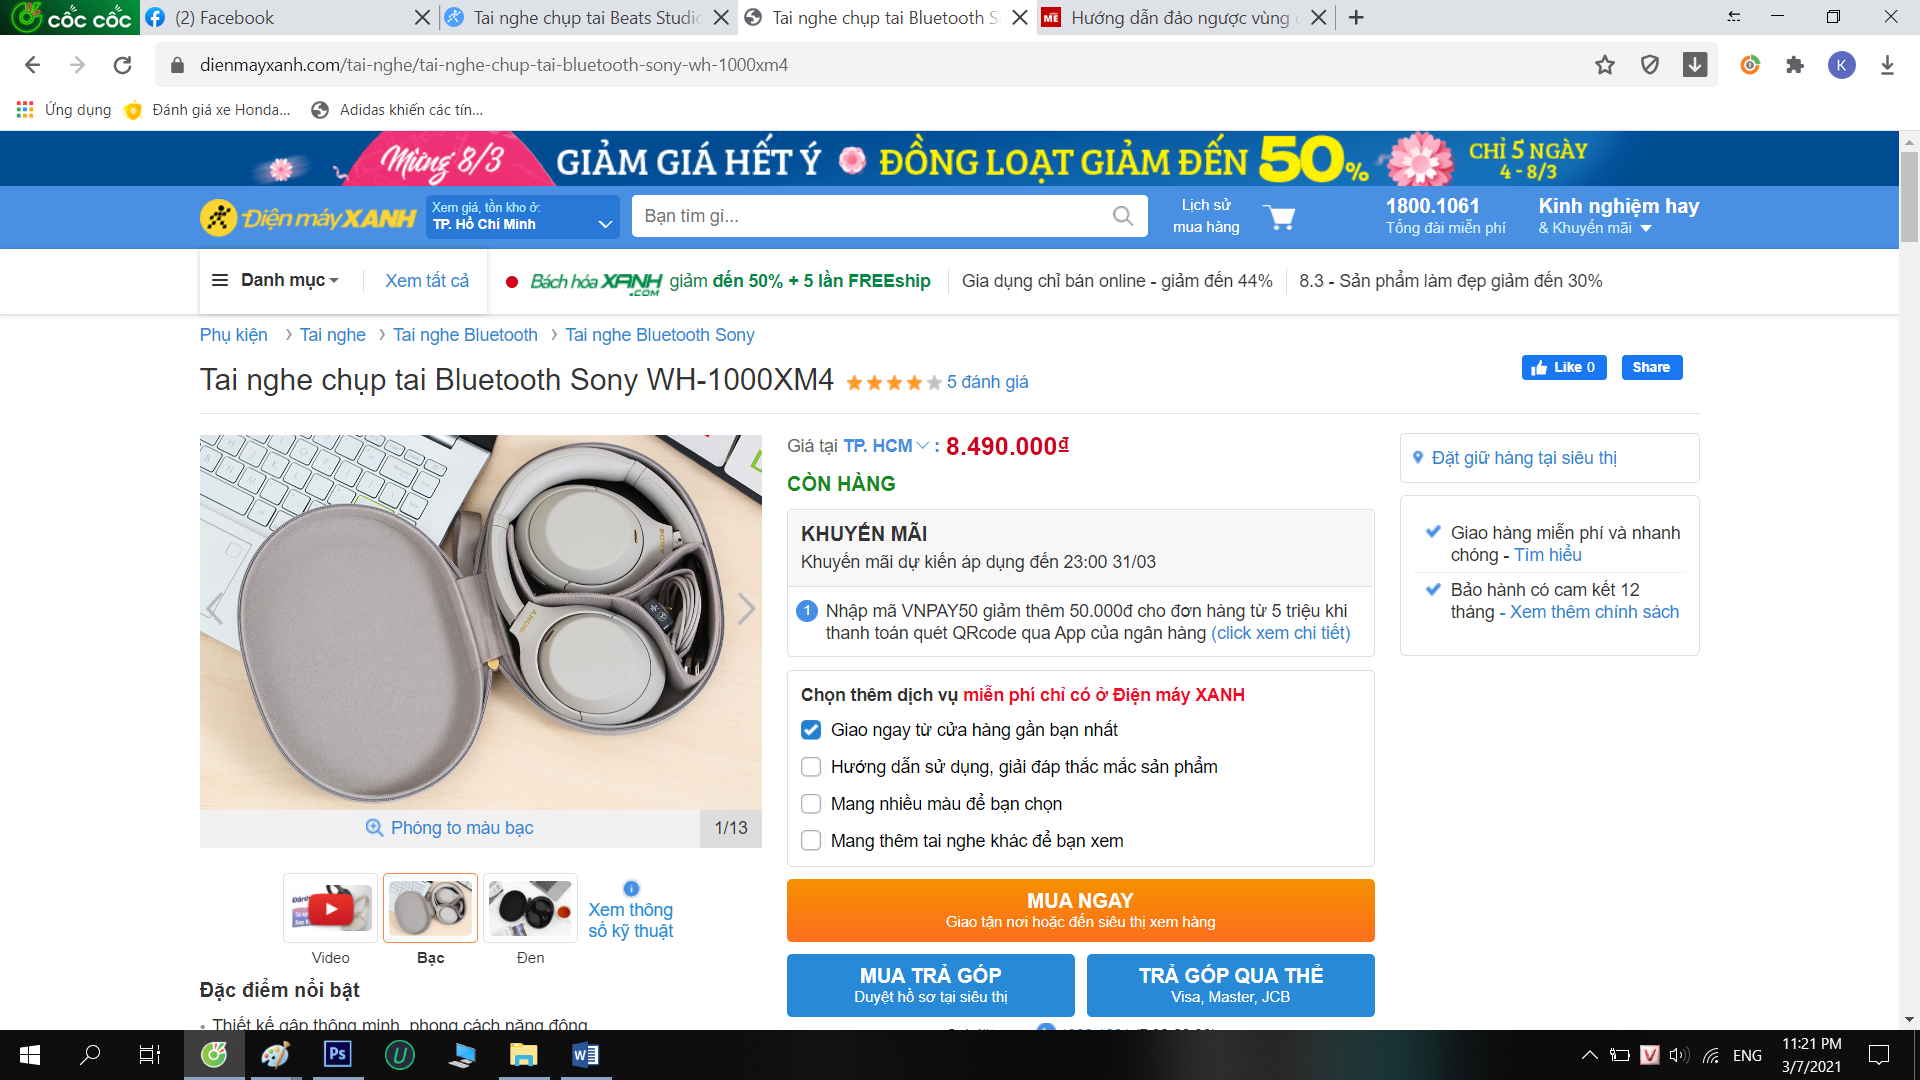 cốc cốc
(2) Facebook
Tai nghe chụp tai Beats Studio
Tai nghe chụp tai Bluetooth S
Hướng dẫn đảo ngược vùng
dienmayxanh.com/tai-nghe/tai-nghe-chup-tai-bluetooth-sony-wh-1000xm4
K
Ứng dụng
Đánh giá xe Honda...
Adidas khiến các tín...
Mừng 8/3
GIẢM GIÁ HẾT Ý
ĐỒNG LOẠT GIẢM ĐẾN 50%
CHỈ 5 NGÀY
4 - 8/3
Điện máy XANH
Xem giá, tồn kho ở:
TP. Hồ Chí Minh
Bạn tìm gì...
Lịch sử
mua hàng
1800.1061
Tổng đài miễn phí
Kinh nghiệm hay
& Khuyến mãi
Danh mục
Xem tất cả
Bách hóa XANH .COM giảm đến 50% + 5 lần FREEship
Gia dụng chỉ bán online - giảm đến 44%
8.3 - Sản phẩm làm đẹp giảm đến 30%
Phụ kiện › Tai nghe › Tai nghe Bluetooth › Tai nghe Bluetooth Sony
Tai nghe chụp tai Bluetooth Sony WH-1000XM4
5 đánh giá
Like 0
Share
SONY
SONY
Phóng to màu bạc
1/13
Video
Bạc
Đen
Xem thông
số kỹ thuật
Đặc điểm nổi bật
• Thiết kế gập thông minh, phong cách năng động
Giá tại TP. HCM : 8.490.000₫
CÒN HÀNG
KHUYẾN MÃI
Khuyến mãi dự kiến áp dụng đến 23:00 31/03
1 Nhập mã VNPAY50 giảm thêm 50.000đ cho đơn hàng từ 5 triệu khi
thanh toán quét QRcode qua App của ngân hàng (click xem chi tiết)
Chọn thêm dịch vụ miễn phí chỉ có ở Điện máy XANH
Giao ngay từ cửa hàng gần bạn nhất
Hướng dẫn sử dụng, giải đáp thắc mắc sản phẩm
Mang nhiều màu để bạn chọn
Mang thêm tai nghe khác để bạn xem
MUA NGAY
Giao tận nơi hoặc đến siêu thị xem hàng
MUA TRẢ GÓP
Duyệt hồ sơ tại siêu thị
TRẢ GÓP QUA THẺ
Visa, Master, JCB
Đặt giữ hàng tại siêu thị
Giao hàng miễn phí và nhanh
chóng - Tìm hiểu
Bảo hành có cam kết 12
tháng - Xem thêm chính sách
Ps
U
V
ENG
11:21 PM
3/7/2021